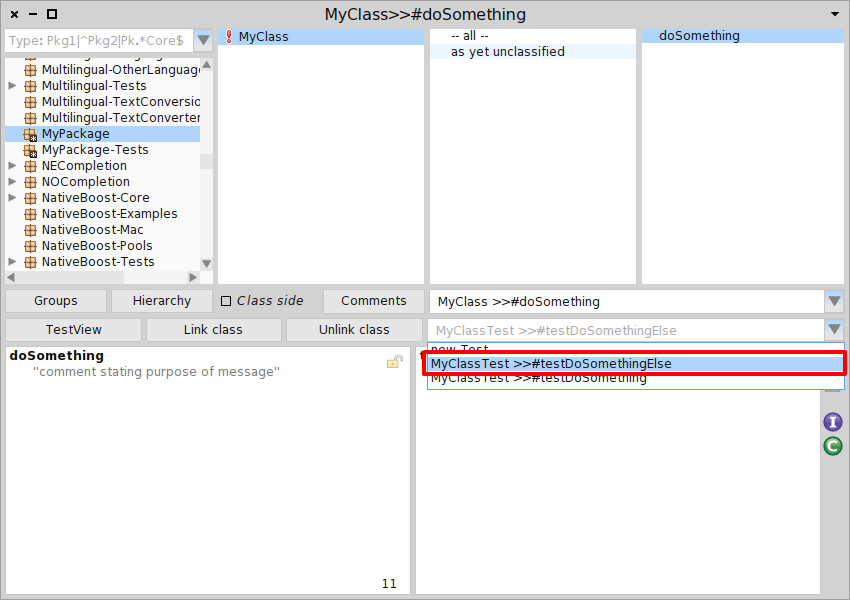 MyClass>>#doSomething
Type: Pkg1|^Pkg2|Pk.*Core$
Multilingual-OtherLanguage
Multilingual-Tests
Multilingual-TextConversio
Multilingual-TextConverter
MyPackage
MyPackage-Tests
NECompletion
NOCompletion
NativeBoost-Core
NativeBoost-Examples
NativeBoost-Mac
NativeBoost-Pools
NativeBoost-Tests
MyClass
-- all --
as yet unclassified
doSomething
Groups
Hierarchy
Class side
Comments
MyClass >>#doSomething
TestView
Link class
Unlink class
MyClassTest >>#testDoSomethingElse
new Test
MyClassTest >>#testDoSomethingElse
MyClassTest >>#testDoSomething
doSomething
"comment stating purpose of message"
11
I
C